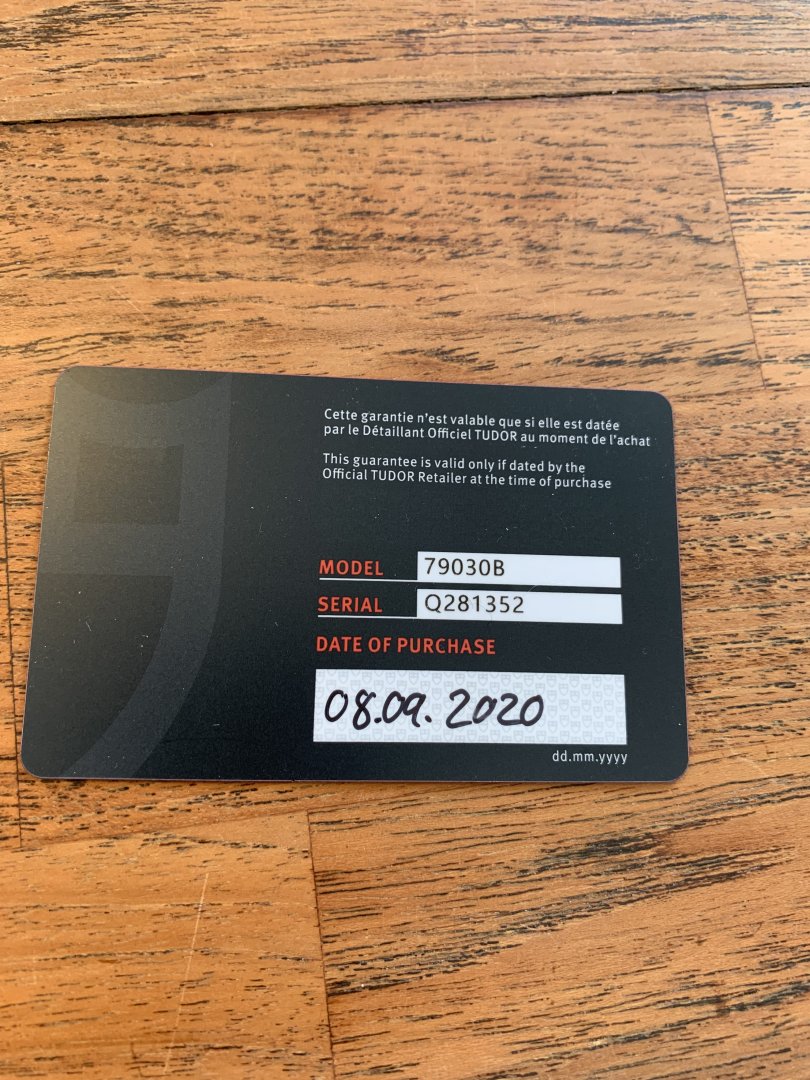 Cette garantie n'est valable que si elle est datée
par le Détaillant Officiel TUDOR au moment de l'achat
This guarantee is valid only if dated by the
Official TUDOR Retailer at the time of purchase
MODEL 79030B
SERIAL Q281352
DATE OF PURCHASE
08.09.2020
dd.mm.yyyy